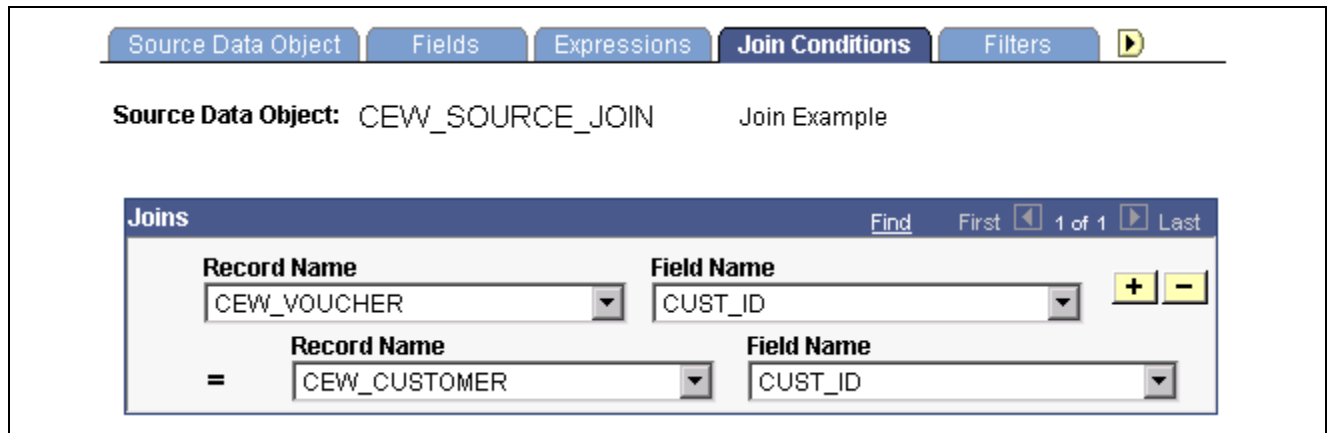 Source Data Object Fields Expressions Join Conditions Filters
Source Data Object: CEW_SOURCE_JOIN Join Example
Joins Find First 1 of 1 Last
Record Name Field Name
CEW_VOUCHER CUST_ID + −
Record Name Field Name
= CEW_CUSTOMER CUST_ID